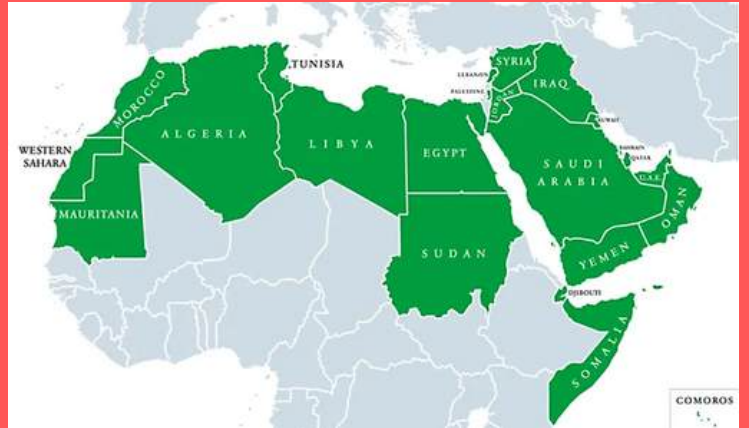 TUNISIA
MOROCCO
ALGERIA
LIBYA
EGYPT
WESTERN
SAHARA
MAURITANIA
SUDAN
LEBANON
SYRIA
PALESTINE
JORDAN
IRAQ
KUWAIT
BAHRAIN
QATAR
SAUDI
ARABIA
U.A.E.
OMAN
YEMEN
DJIBOUTI
SOMALIA
COMOROS